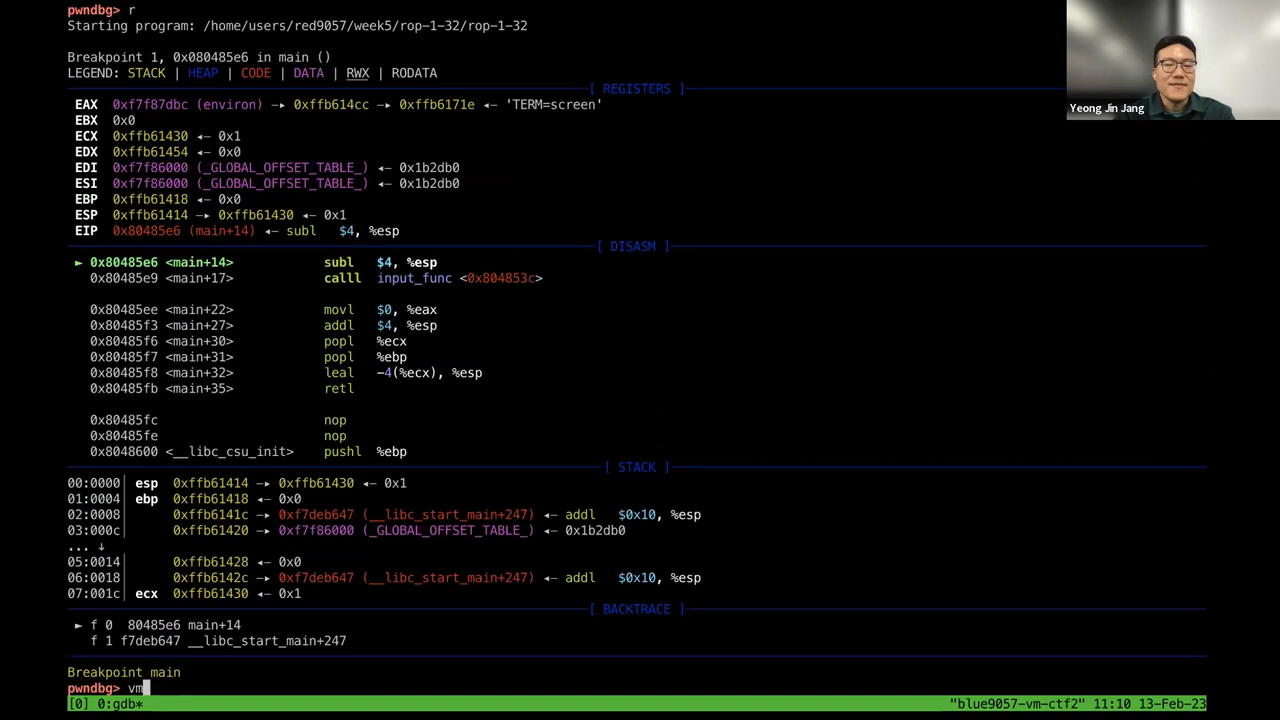 pwndbg> r
Starting program: /home/users/red9057/week5/rop-1-32/rop-1-32
Breakpoint 1, 0x080485e6 in main ()
LEGEND: STACK | HEAP | CODE | DATA | RWX | RODATA
[ REGISTERS ]
EAX  0xf7f87dbc (environ) —▸ 0xffb614cc —▸ 0xffb6171e ◂— 'TERM=screen'
EBX  0x0
ECX  0xffb61430 ◂— 0x1
EDX  0xffb61454 ◂— 0x0
EDI  0xf7f86000 (_GLOBAL_OFFSET_TABLE_) ◂— 0x1b2db0
ESI  0xf7f86000 (_GLOBAL_OFFSET_TABLE_) ◂— 0x1b2db0
EBP  0xffb61418 ◂— 0x0
ESP  0xffb61414 —▸ 0xffb61430 ◂— 0x1
EIP  0x80485e6 (main+14) ◂— subl   $4, %esp
[ DISASM ]
► 0x80485e6 <main+14>            subl   $4, %esp
0x80485e9 <main+17>            calll  input_func <0x804853c>
0x80485ee <main+22>            movl   $0, %eax
0x80485f3 <main+27>            addl   $4, %esp
0x80485f6 <main+30>            popl   %ecx
0x80485f7 <main+31>            popl   %ebp
0x80485f8 <main+32>            leal   -4(%ecx), %esp
0x80485fb <main+35>            retl
0x80485fc                      nop
0x80485fe                      nop
0x8048600 <__libc_csu_init>    pushl  %ebp
[ STACK ]
00:0000│ esp  0xffb61414 —▸ 0xffb61430 ◂— 0x1
01:0004│ ebp  0xffb61418 ◂— 0x0
02:0008│      0xffb6141c —▸ 0xf7deb647 (__libc_start_main+247) ◂— addl   $0x10, %esp
03:000c│      0xffb61420 —▸ 0xf7f86000 (_GLOBAL_OFFSET_TABLE_) ◂— 0x1b2db0
... ↓
05:0014│      0xffb61428 ◂— 0x0
06:0018│      0xffb6142c —▸ 0xf7deb647 (__libc_start_main+247) ◂— addl   $0x10, %esp
07:001c│ ecx  0xffb61430 ◂— 0x1
[ BACKTRACE ]
► f 0  80485e6 main+14
f 1 f7deb647 __libc_start_main+247
Breakpoint main
pwndbg> vm
[0] 0:gdb*    "blue9057-vm-ctf2" 11:10 13-Feb-23
Yeong Jin Jang